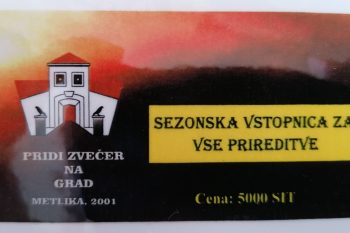 PRIDI ZVEČER
NA
GRAD
METLIKA, 2001
SEZONSKA VSTOPNICA ZA
VSE PRIREDITVE
Cena: 5000 SIT